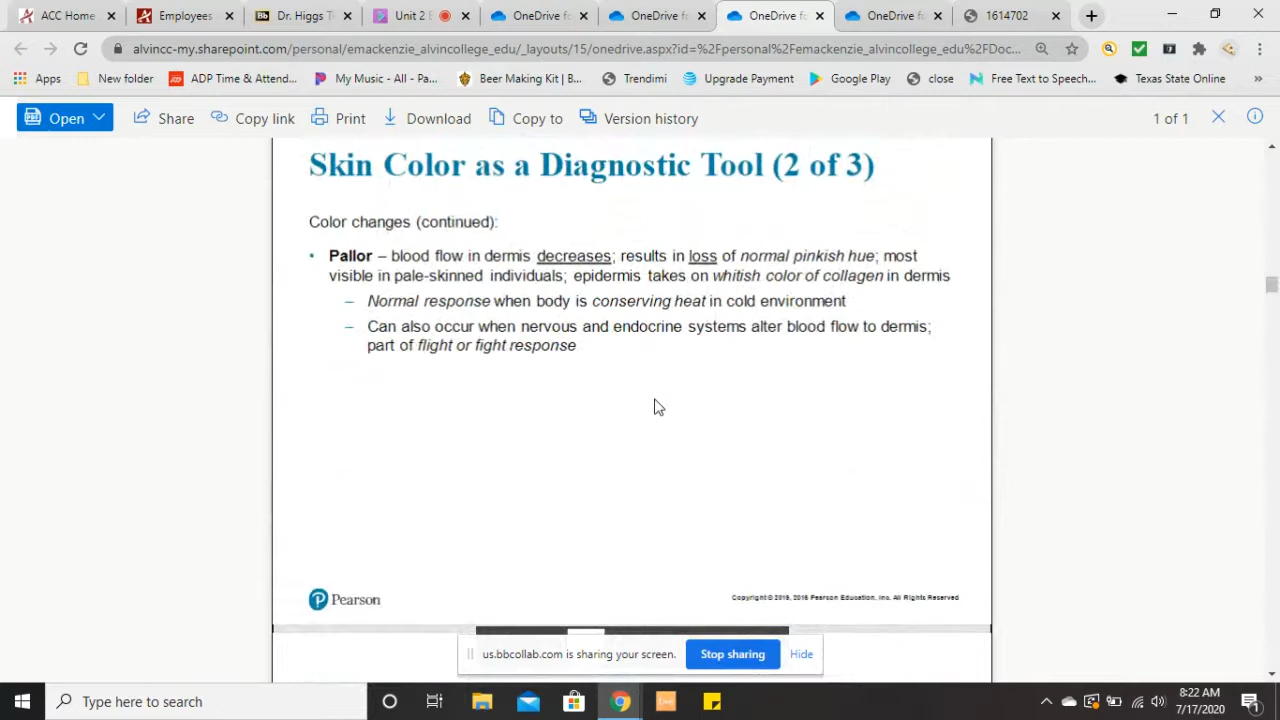 ACC Home
Employees
Bb Dr. Higgs T
Unit 2 E
OneDrive fo
OneDrive fo
OneDrive fo
OneDrive fo
1614702
alvincc-my.sharepoint.com/personal/emackenzie_alvincollege_edu/_layouts/15/onedrive.aspx?id=%2Fpersonal%2Femackenzie_alvincollege_edu%2FDoc...
Apps New folder ADP Time & Attend... My Music - All - Pa... Beer Making Kit | B... Trendimi Upgrade Payment Google Play close Free Text to Speech... Texas State Online »
Open Share Copy link Print Download Copy to Version history 1 of 1
Skin Color as a Diagnostic Tool (2 of 3)
Color changes (continued):
• Pallor – blood flow in dermis decreases; results in loss of normal pinkish hue; most
visible in pale-skinned individuals; epidermis takes on whitish color of collagen in dermis
– Normal response when body is conserving heat in cold environment
– Can also occur when nervous and endocrine systems alter blood flow to dermis;
part of flight or fight response
Pearson
Copyright © 2019, 2016 Pearson Education, Inc. All Rights Reserved
us.bbcollab.com is sharing your screen. Stop sharing Hide
Type here to search
8:22 AM
7/17/2020